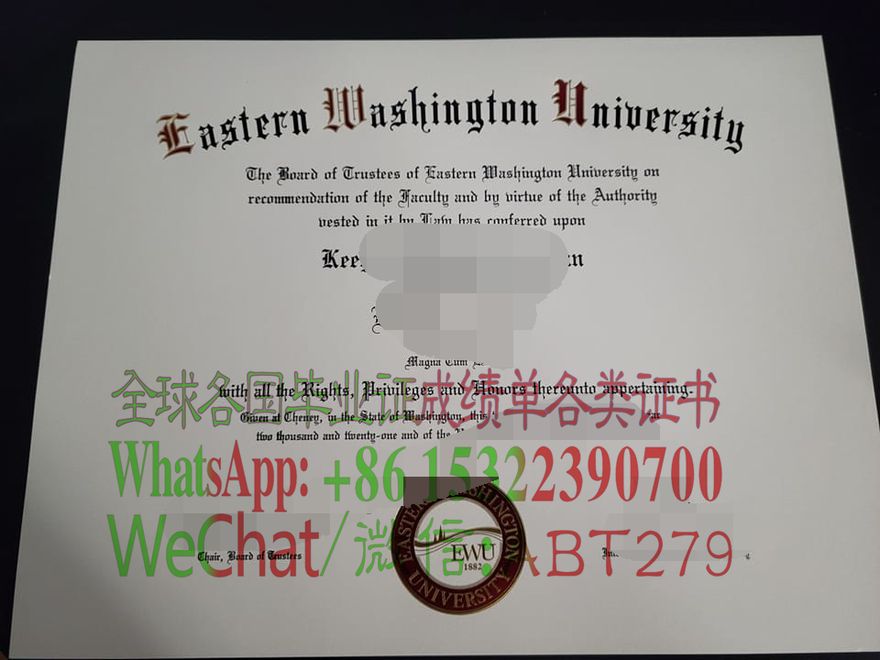 Eastern Washington University
The Board of Trustees of Eastern Washington University on
recommendation of the Faculty and by virtue of the Authority
vested in it by Law has conferred upon
Magna Cum
全球各国毕业证成绩单各类证书
with all the Rights, Privileges and Honors thereunto appertaining.
Given at Cheney, in the State of Washington, this
two thousand and twenty-one and of the
WhatsApp: +86 15322390700
WeChat/微信:ABT279
Chair, Board of Trustees
EASTERN WASHINGTON
EWU
1882
UNIVERSITY